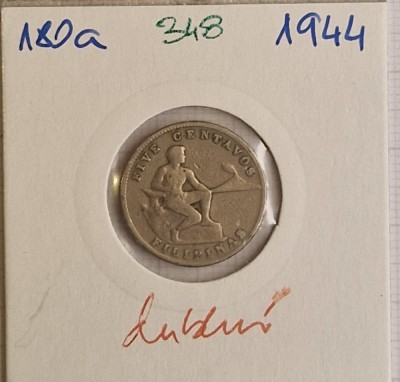 180a 348 1944
FIVE CENTAVOS
FILIPINAS